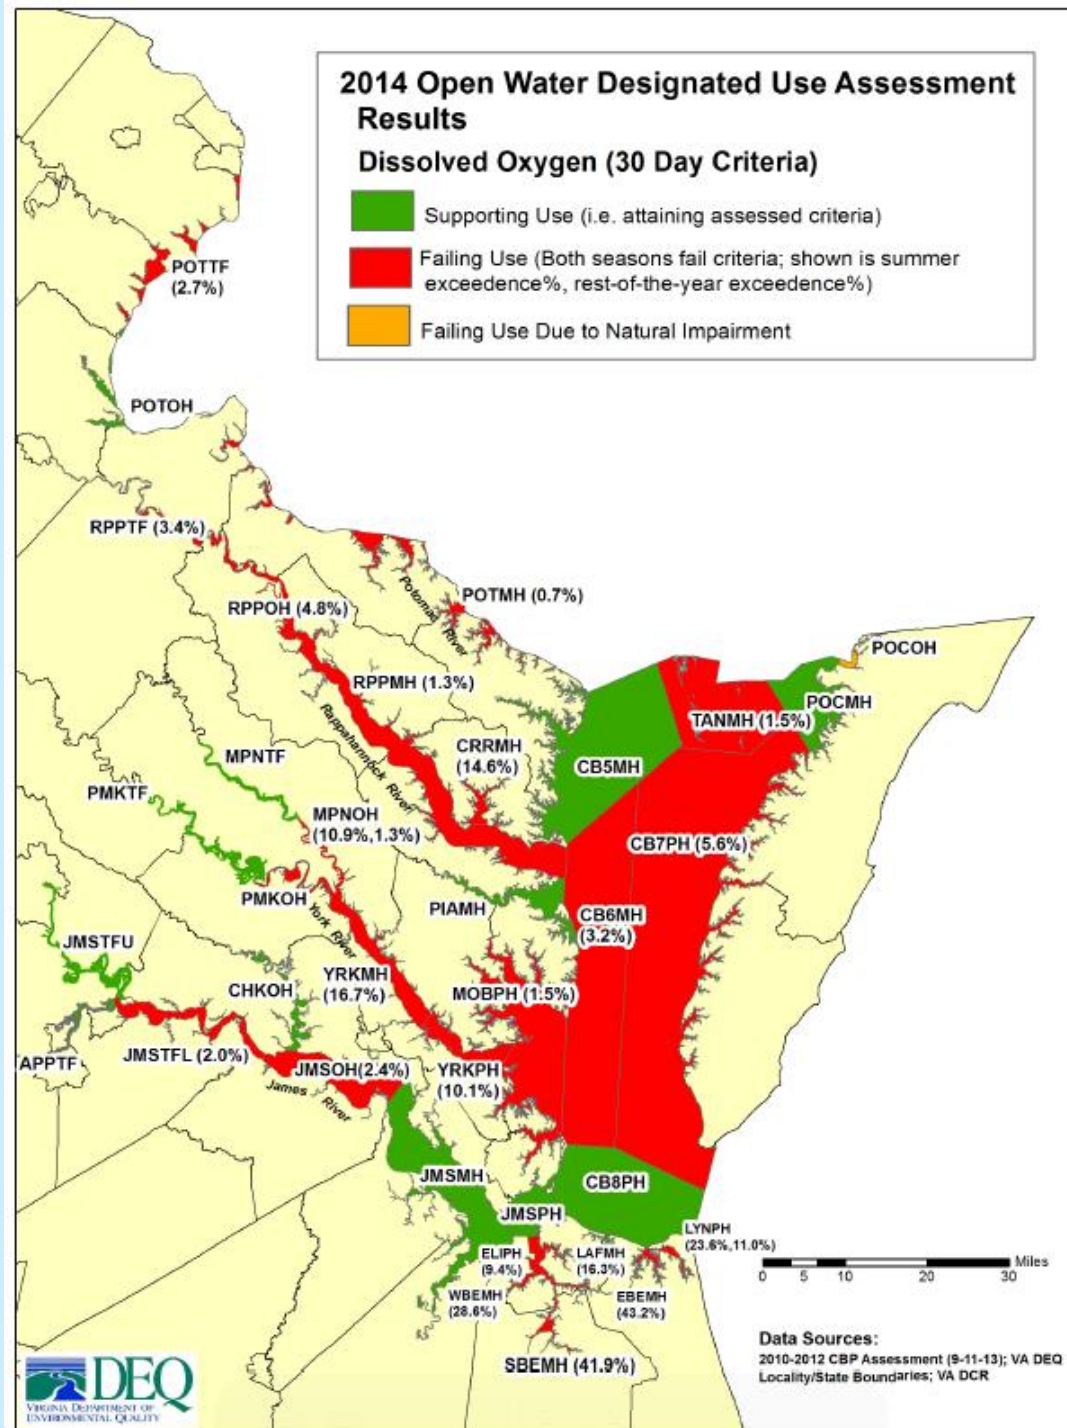 2014 Open Water Designated Use Assessment
Results
Dissolved Oxygen (30 Day Criteria)
Supporting Use (i.e. attaining assessed criteria)
Failing Use (Both seasons fail criteria; shown is summer
exceedence%, rest-of-the-year exceedence%)
Failing Use Due to Natural Impairment
POTTF
(2.7%)
POTOH
RPPTF (3.4%)
RPPOH (4.8%)
Potomac River
POTMH (0.7%)
POCOH
RPPMH (1.3%)
POCMH
TANMH (1.5%)
Rappahannock River
CRRMH
(14.6%)
MPNTF
CB5MH
PMKTF
MPNOH
(10.9%,1.3%)
CB7PH (5.6%)
PMKOH
York River
PIAMH
CB6MH
(3.2%)
JMSTFU
YRKMH
(16.7%)
CHKOH
MOBPH (1.5%)
APPTF
JMSTFL (2.0%)
JMSOH(2.4%)
YRKPH
(10.1%)
James River
JMSMH
CB8PH
JMSPH
LYNPH
(23.6%,11.0%)
ELIPH
(9.4%)
LAFMH
(16.3%)
WBEMH
(28.6%)
EBEMH
(43.2%)
SBEMH (41.9%)
Miles
0 5 10 20 30
Data Sources:
2010-2012 CBP Assessment (9-11-13); VA DEQ
Locality/State Boundaries; VA DCR
DEQ
VIRGINIA DEPARTMENT OF
ENVIRONMENTAL QUALITY